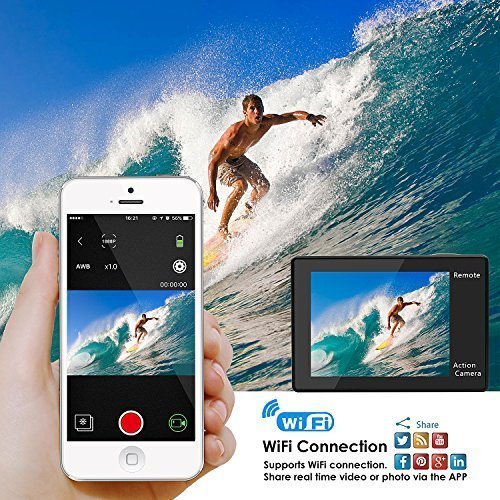 16:21
56%
1080P
AWB x1.0
00:00:00
Remote
Action
Camera
WiFi
Share
WiFi Connection
Supports WiFi connection.
Share real time video or photo via the APP